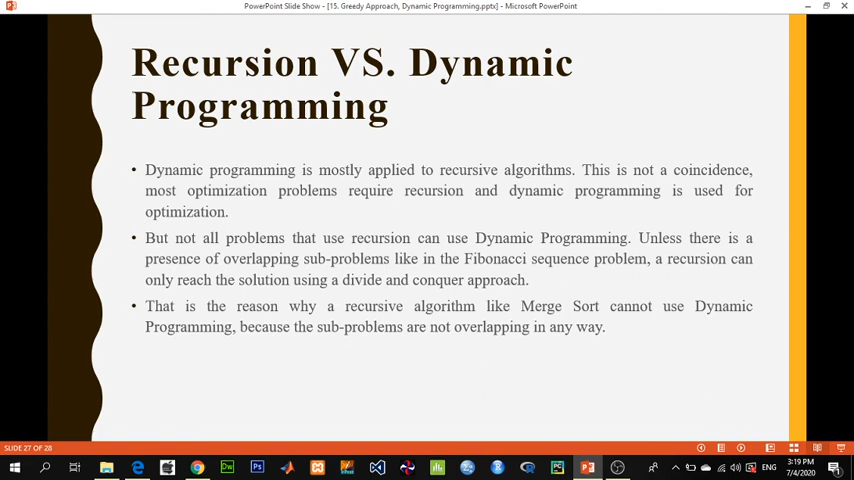 PowerPoint Slide Show - [15. Greedy Approach, Dynamic Programming.pptx] - Microsoft PowerPoint
Recursion VS. Dynamic
Programming
• Dynamic programming is mostly applied to recursive algorithms. This is not a coincidence,
most optimization problems require recursion and dynamic programming is used for
optimization.
• But not all problems that use recursion can use Dynamic Programming. Unless there is a
presence of overlapping sub-problems like in the Fibonacci sequence problem, a recursion can
only reach the solution using a divide and conquer approach.
• That is the reason why a recursive algorithm like Merge Sort cannot use Dynamic
Programming, because the sub-problems are not overlapping in any way.
SLIDE 27 OF 28
Dw
Ps
R
PC
ENG
3:19 PM
7/4/2020